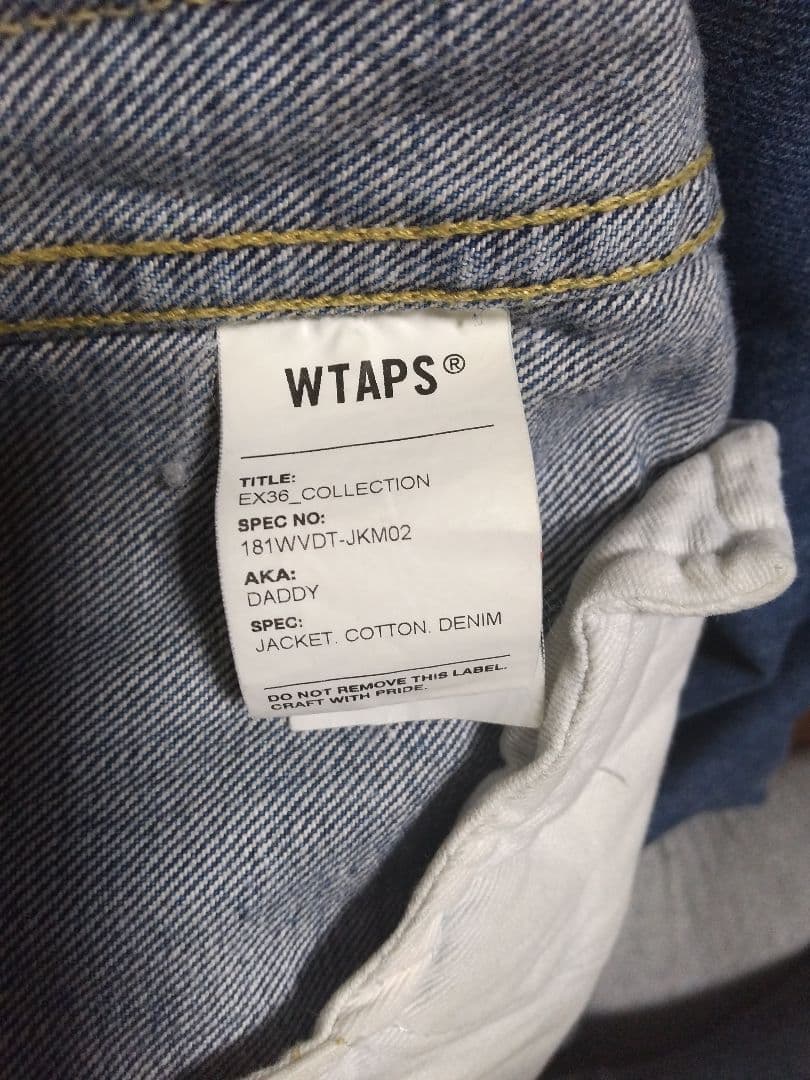 WTAPS®
TITLE:
EX36_COLLECTION
SPEC NO:
181WVDT-JKM02
AKA:
DADDY
SPEC:
JACKET. COTTON. DENIM
DO NOT REMOVE THIS LABEL.
CRAFT WITH PRIDE.